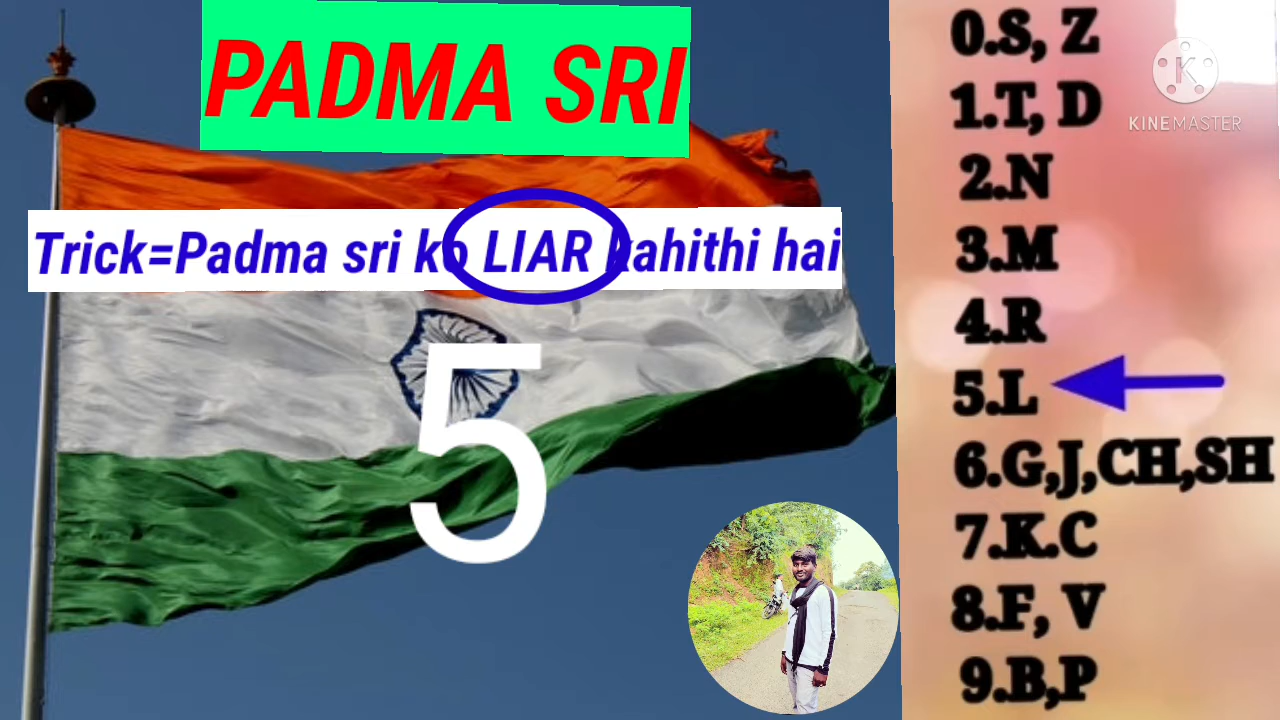 PADMA SRI
Trick=Padma sri ko LIAR kahithi hai
5
0.S, Z
1.T, D
2.N
3.M
4.R
5.L
6.G,J,CH,SH
7.K.C
8.F, V
9.B,P
K
KINEMASTER